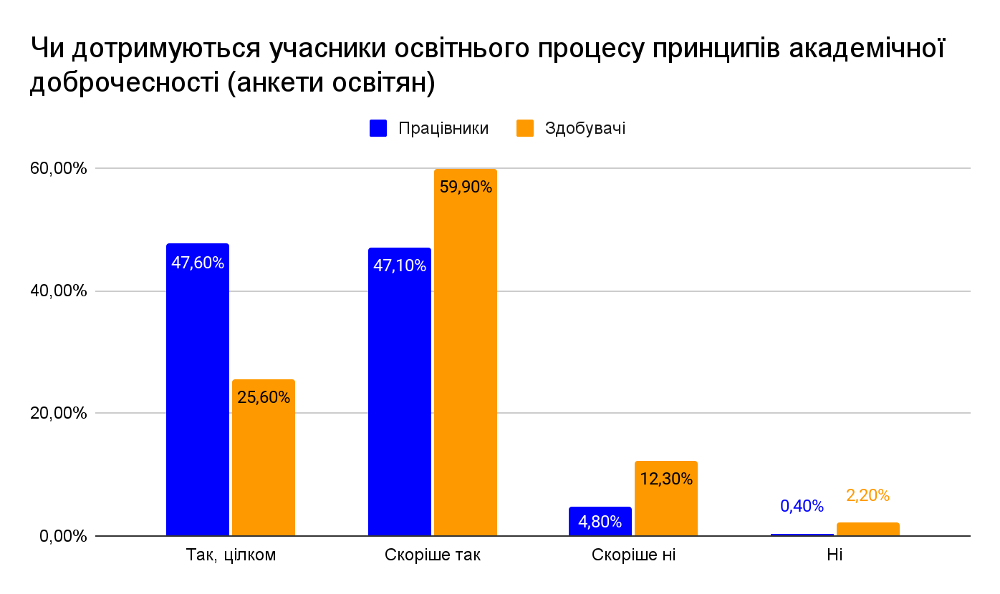 Чи дотримуються учасники освітнього процесу принципів академічної
доброчесності (анкети освітян)
Працівники
Здобувачі
60,00%
40,00%
20,00%
0,00%
47,60%
25,60%
47,10%
59,90%
4,80%
12,30%
0,40%
2,20%
Так, цілком
Скоріше так
Скоріше ні
Ні